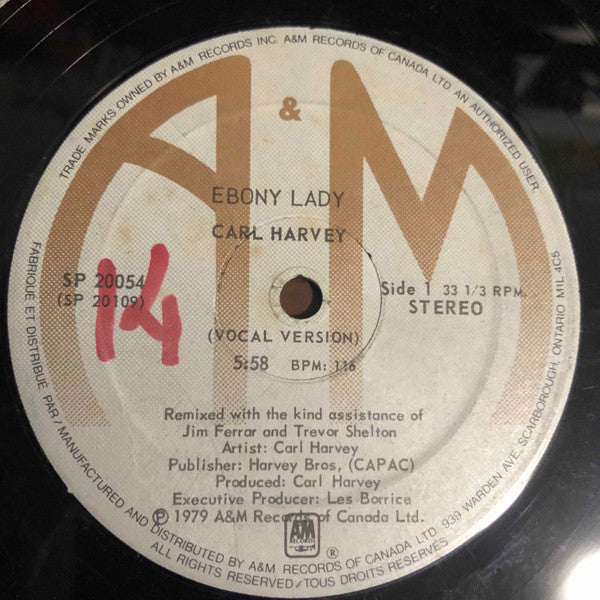 TRADE MARKS OWNED BY A&M RECORDS INC. A&M RECORDS OF CANADA LTD. AN AUTHORIZED USER.
A & M
EBONY LADY
CARL HARVEY
SP 20054
(SP 20109)
14
Side 1 33 1/3 RPM.
STEREO
(VOCAL VERSION)
5:58 BPM: 116
Remixed with the kind assistance of
Jim Ferrar and Trevor Shelton
Artist: Carl Harvey
Publisher: Harvey Bros, (CAPAC)
Produced: Carl Harvey
Executive Producer: Les Borrice
℗ 1979 A&M Records of Canada Ltd.
A&M
RECORDS
®
FABRIQUE ET DISTRIBUE PAR / MANUFACTURED AND DISTRIBUTED BY A&M RECORDS OF CANADA LTD. 939 WARDEN AVE. SCARBOROUGH, ONTARIO M1L 4C5
ALL RIGHTS RESERVED / TOUS DROITS RESERVES